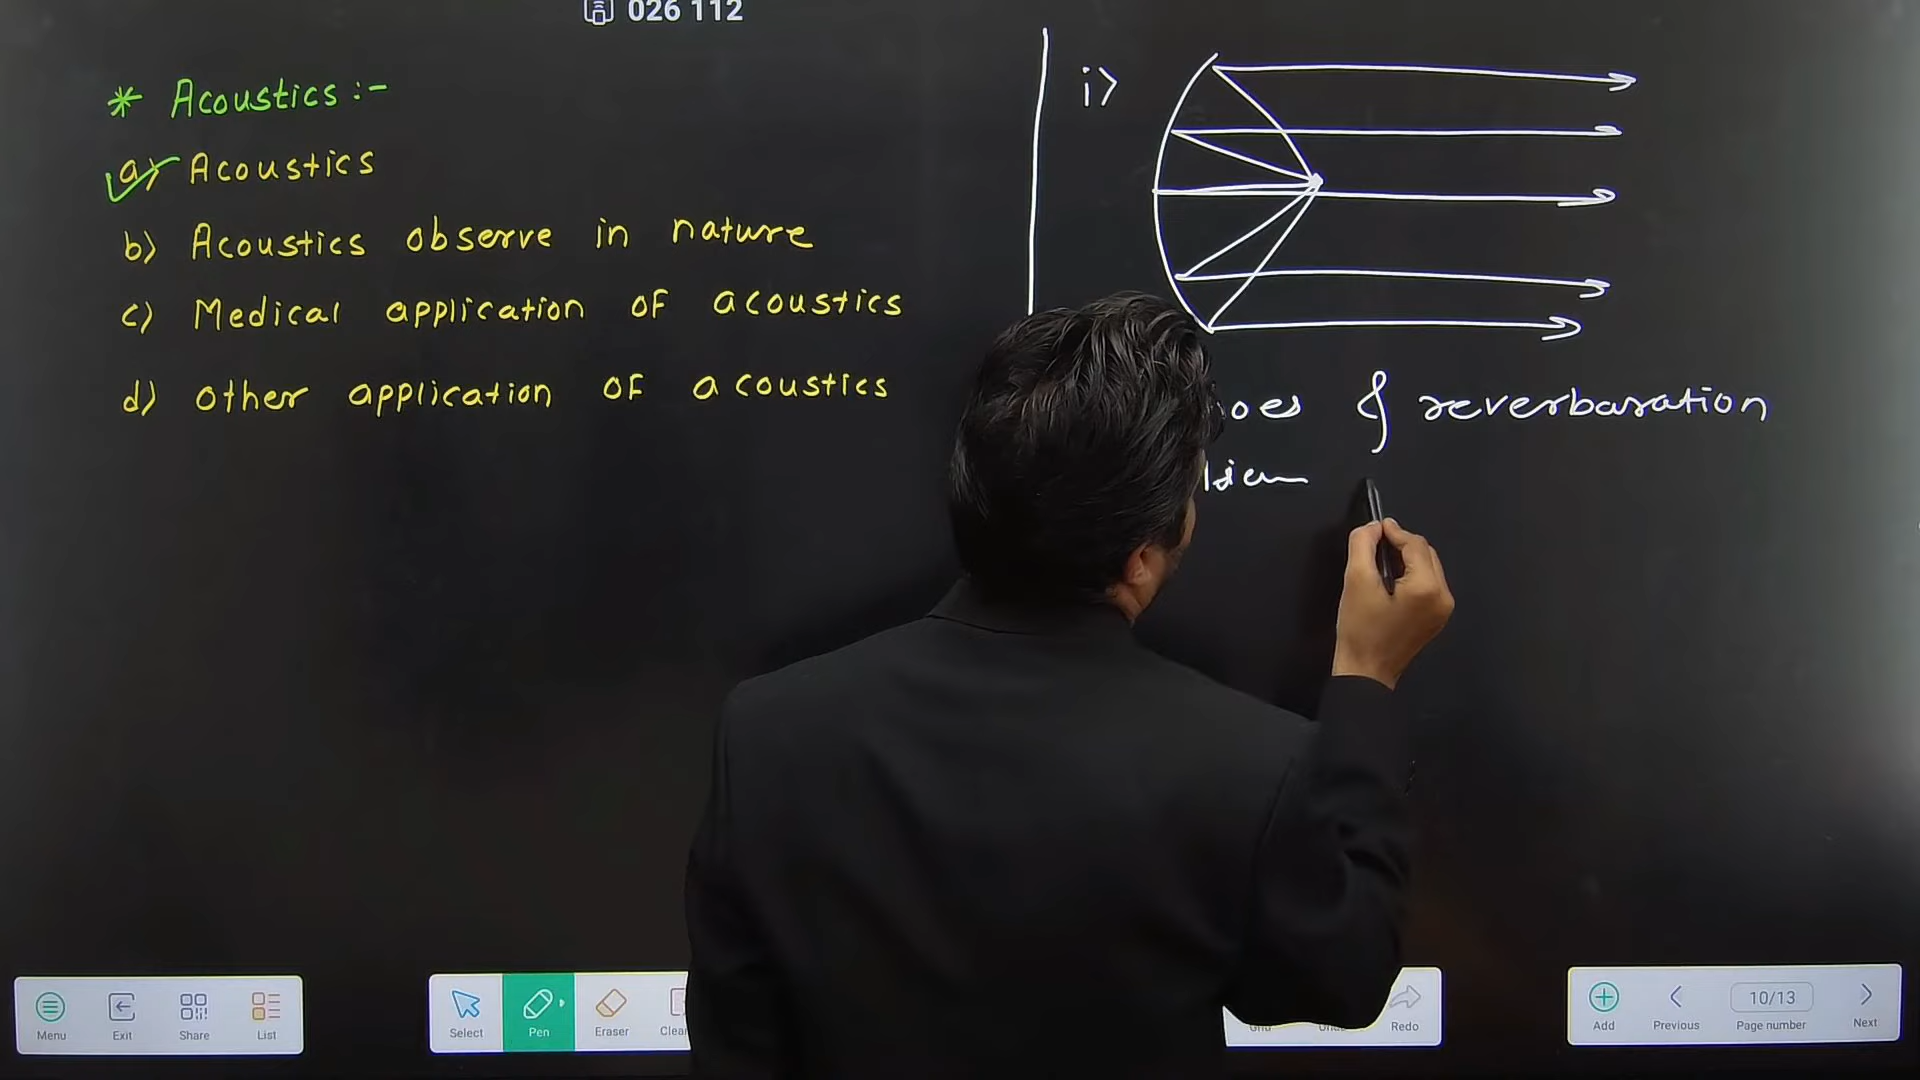 026 112
* Acoustics :-
a) Acoustics
b) Acoustics observe in nature
c) Medical application of acoustics
d) other application of acoustics
i>
& reverbaration
Menu Exit Share List
Select Pen Eraser
Redo
Add Previous 10/13 Page number Next